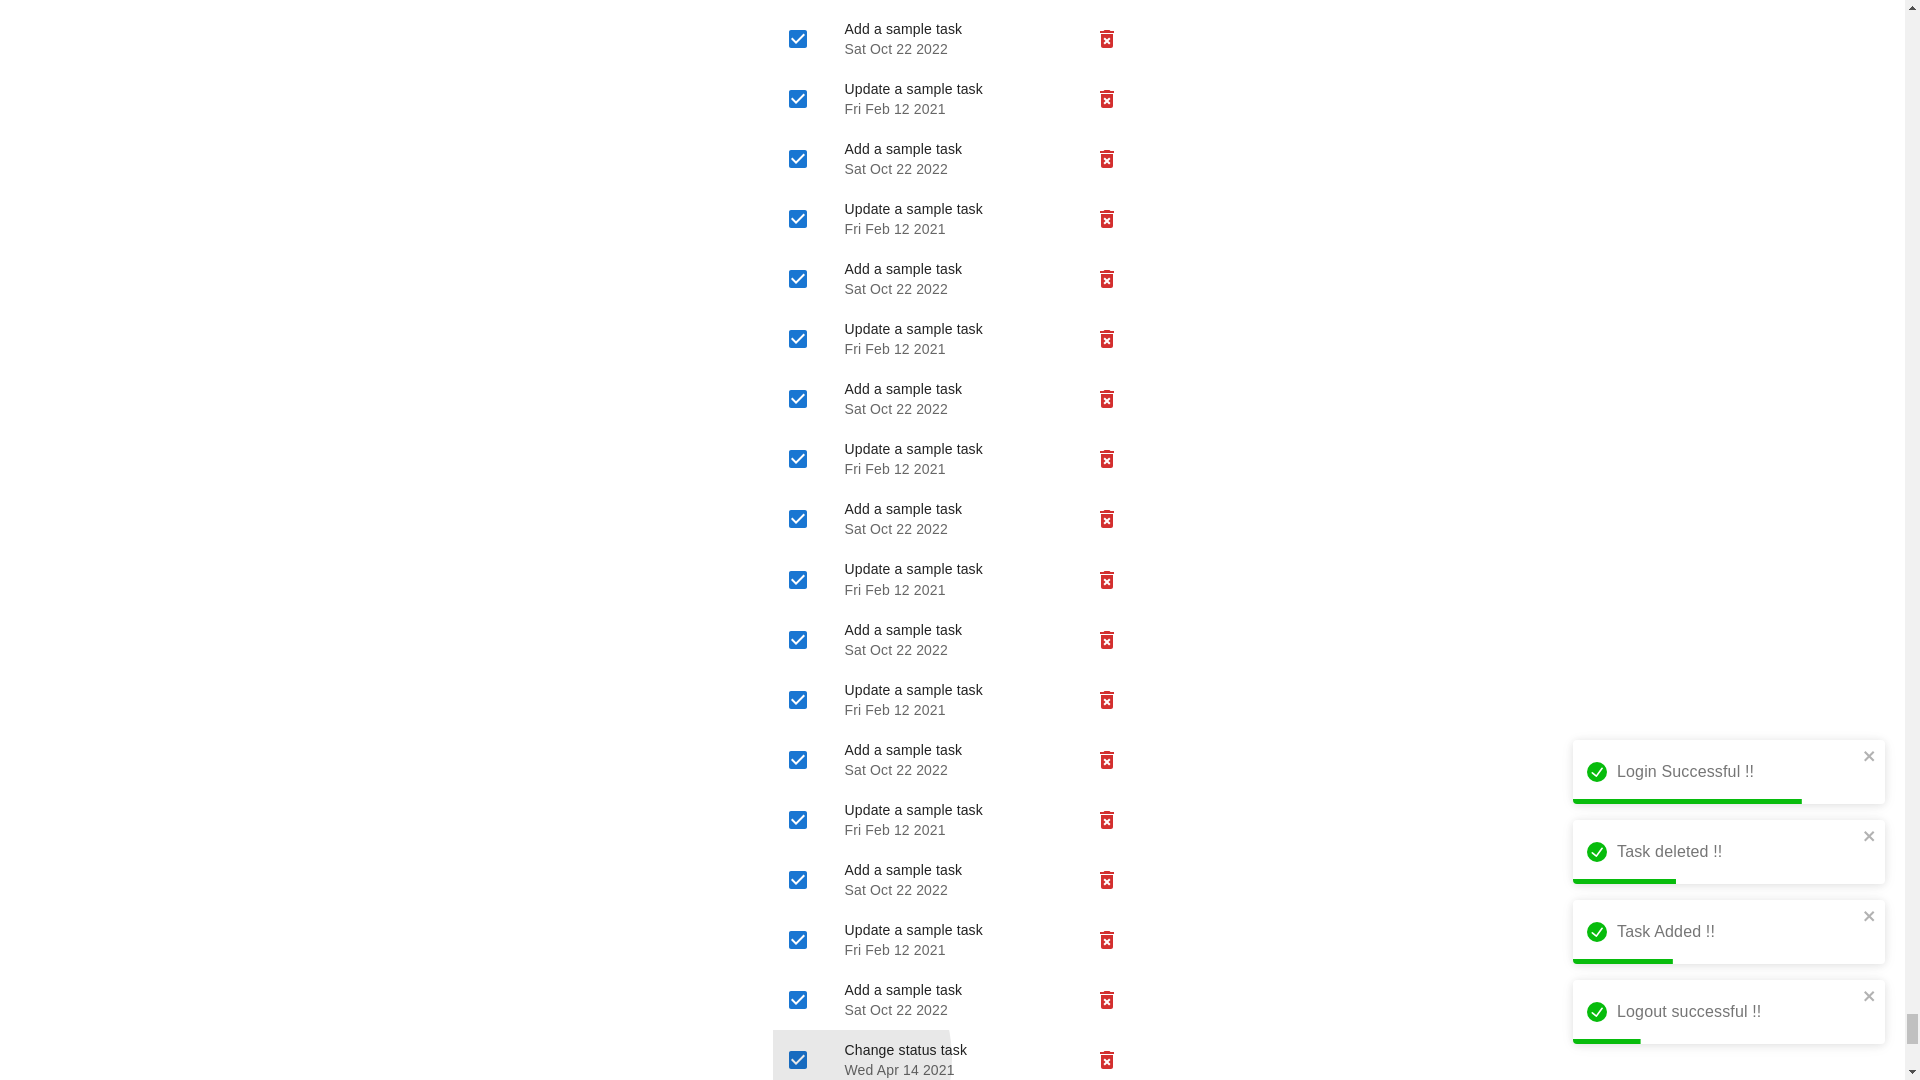 Add a sample task
Sat Oct 22 2022
Update a sample task
Fri Feb 12 2021
Add a sample task
Sat Oct 22 2022
Update a sample task
Fri Feb 12 2021
Add a sample task
Sat Oct 22 2022
Update a sample task
Fri Feb 12 2021
Add a sample task
Sat Oct 22 2022
Update a sample task
Fri Feb 12 2021
Add a sample task
Sat Oct 22 2022
Update a sample task
Fri Feb 12 2021
Add a sample task
Sat Oct 22 2022
Update a sample task
Fri Feb 12 2021
Add a sample task
Sat Oct 22 2022
Update a sample task
Fri Feb 12 2021
Add a sample task
Sat Oct 22 2022
Update a sample task
Fri Feb 12 2021
Add a sample task
Sat Oct 22 2022
Change status task
Wed Apr 14 2021
Login Successful !!
Task deleted !!
Task Added !!
Logout successful !!